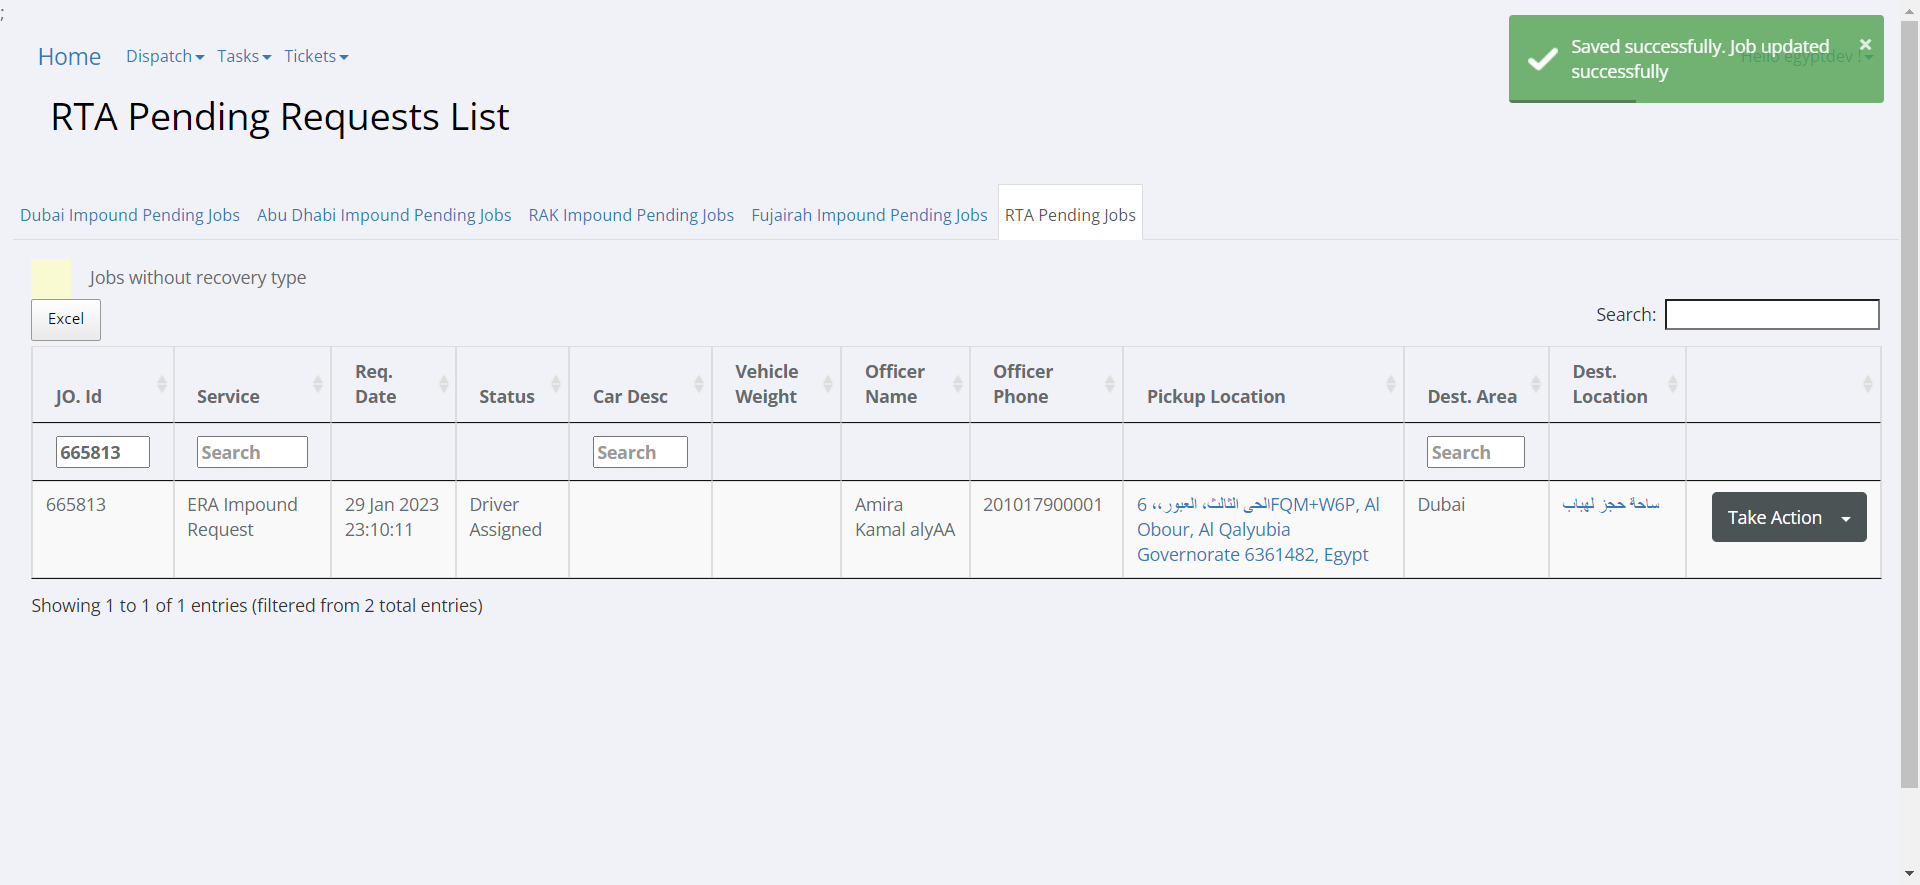 ;
Home Dispatch Tasks Tickets
Saved successfully. Job updated
successfully
Hello egyptdev !
RTA Pending Requests List
Dubai Impound Pending Jobs Abu Dhabi Impound Pending Jobs RAK Impound Pending Jobs Fujairah Impound Pending Jobs RTA Pending Jobs
Jobs without recovery type
Excel
Search:
JO. Id Service Req. Date Status Car Desc Vehicle Weight Officer Name Officer Phone Pickup Location Dest. Area Dest. Location
665813 Search Search Search
665813 ERA Impound Request 29 Jan 2023 23:10:11 Driver Assigned Amira Kamal alyAA 201017900001
6 ،،الحى الثالث، العبورFQM+W6P, Al
Obour, Al Qalyubia
Governorate 6361482, Egypt
Dubai
ساحة حجز لهباب
Take Action
Showing 1 to 1 of 1 entries (filtered from 2 total entries)